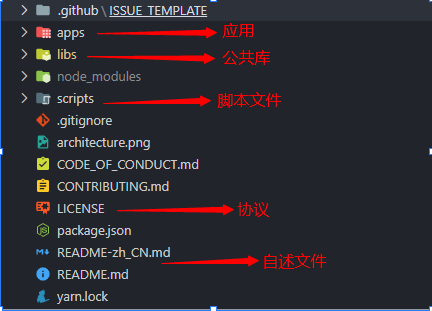 .github \ ISSUE_TEMPLATE
apps 应用
libs 公共库
node_modules
scripts 脚本文件
.gitignore
architecture.png
CODE_OF_CONDUCT.md
CONTRIBUTING.md
LICENSE 协议
package.json
README-zh_CN.md
自述文件
README.md
yarn.lock